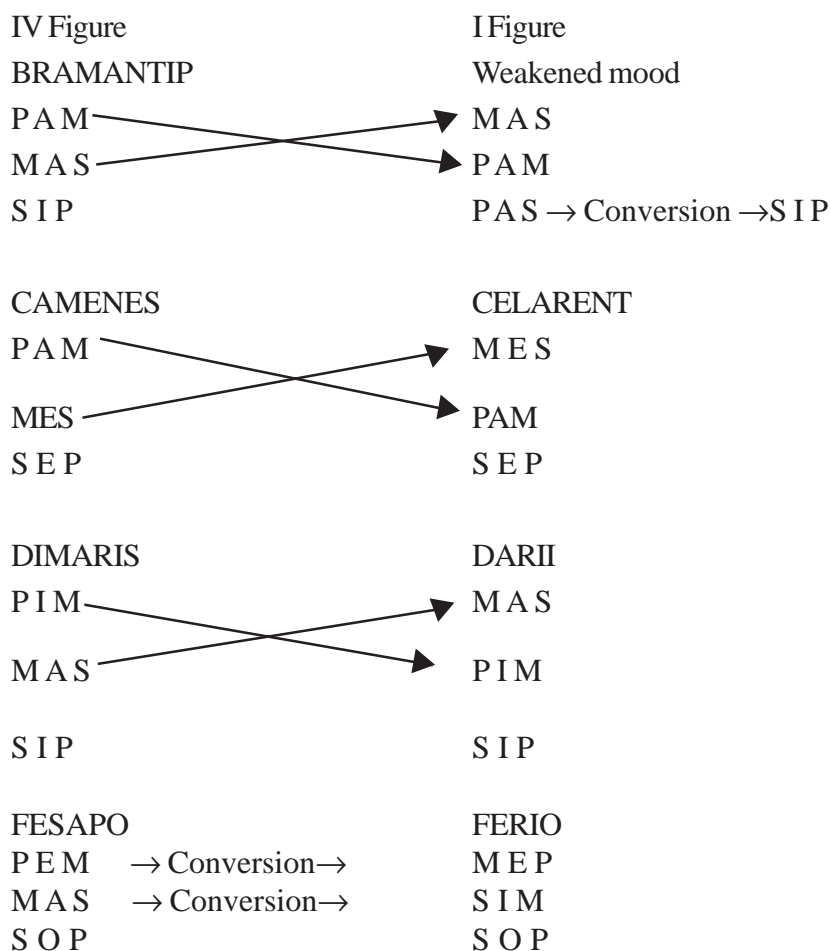 IV Figure I Figure
BRAMANTIP Weakened mood
P A M M A S
M A S P A M
S I P P A S → Conversion → S I P
CAMENES CELARENT
P A M M E S
MES PAM
S E P S E P
DIMARIS DARII
P I M M A S
M A S P I M
S I P S I P
FESAPO FERIO
P E M → Conversion→ M E P
M A S → Conversion→ S I M
S O P S O P